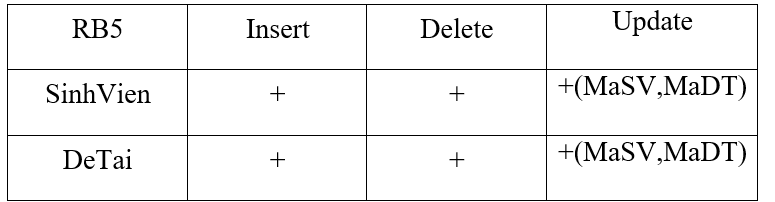 RB5 Insert Delete Update
SinhVien + + +(MaSV,MaDT)
DeTai + + +(MaSV,MaDT)